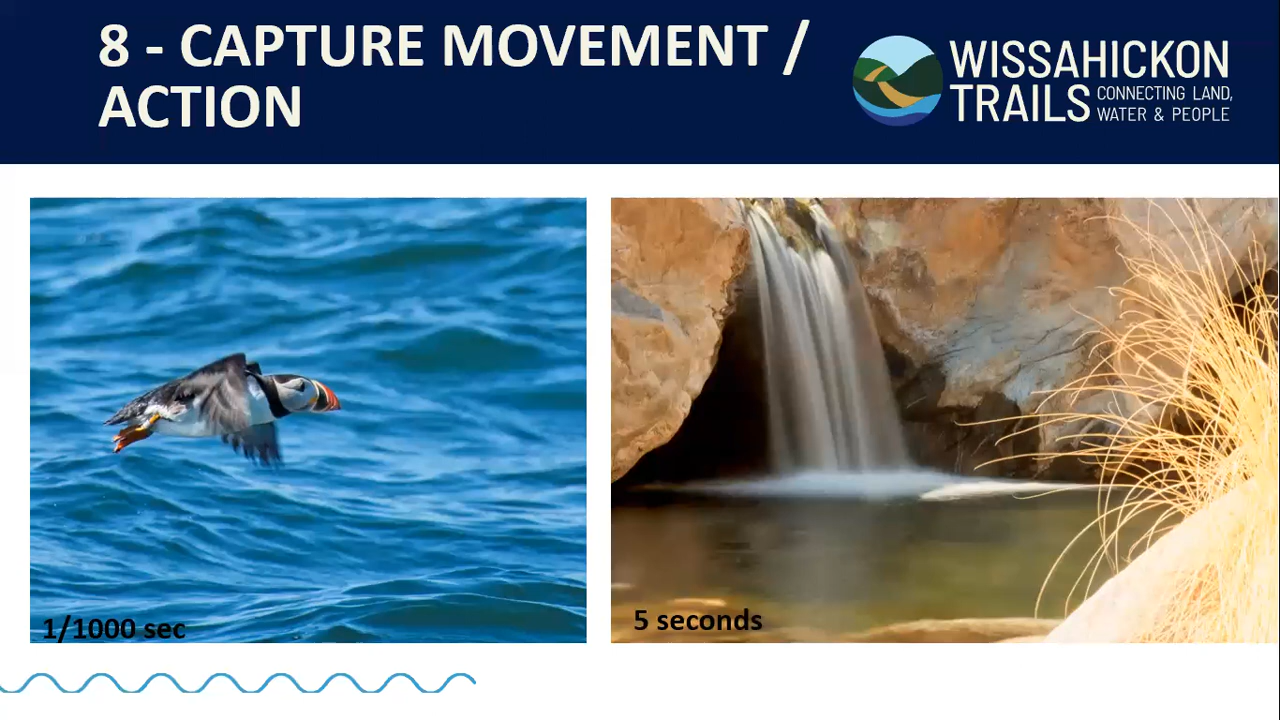 8 - CAPTURE MOVEMENT /
ACTION
WISSAHICKON
TRAILS
CONNECTING LAND,
WATER & PEOPLE
1/1000 sec
5 seconds